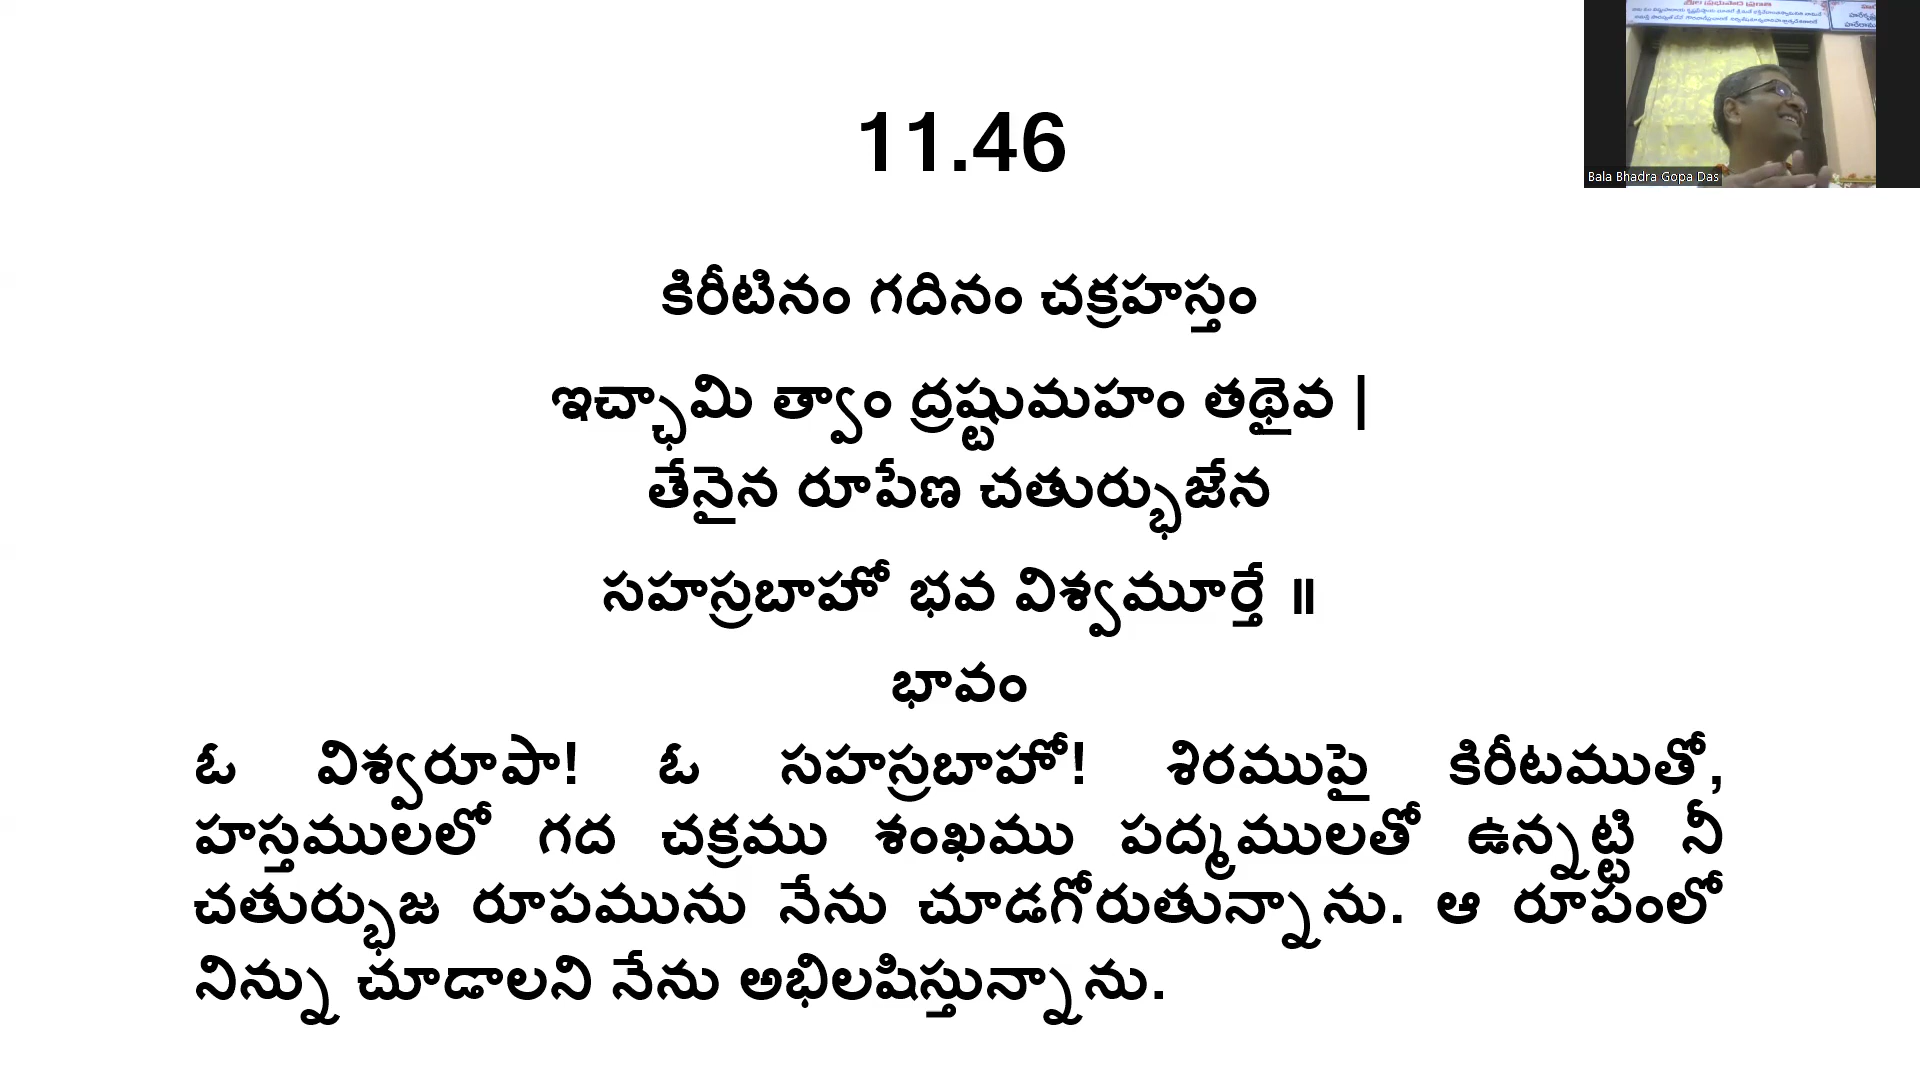 శ్రీల ప్రభుపాద ప్రణతి
11.46
కిరీటినం గదినం చక్రహస్తం
ఇచ్ఛామి త్వాం ద్రష్టుమహం తథైవ |
తేనైన రూపేణ చతుర్భుజేన
సహస్రబాహో భవ విశ్వమూర్తే ॥
భావం
ఓ విశ్వరూపా! ఓ సహస్రబాహో! శిరముపై కిరీటముతో,
హస్తములలో గద చక్రము శంఖము పద్మములతో ఉన్నట్టి నీ
చతుర్భుజ రూపమును నేను చూడగోరుతున్నాను. ఆ రూపంలో
నిన్ను చూడాలని నేను అభిలషిస్తున్నాను.
Bala Bhadra Gopa Das